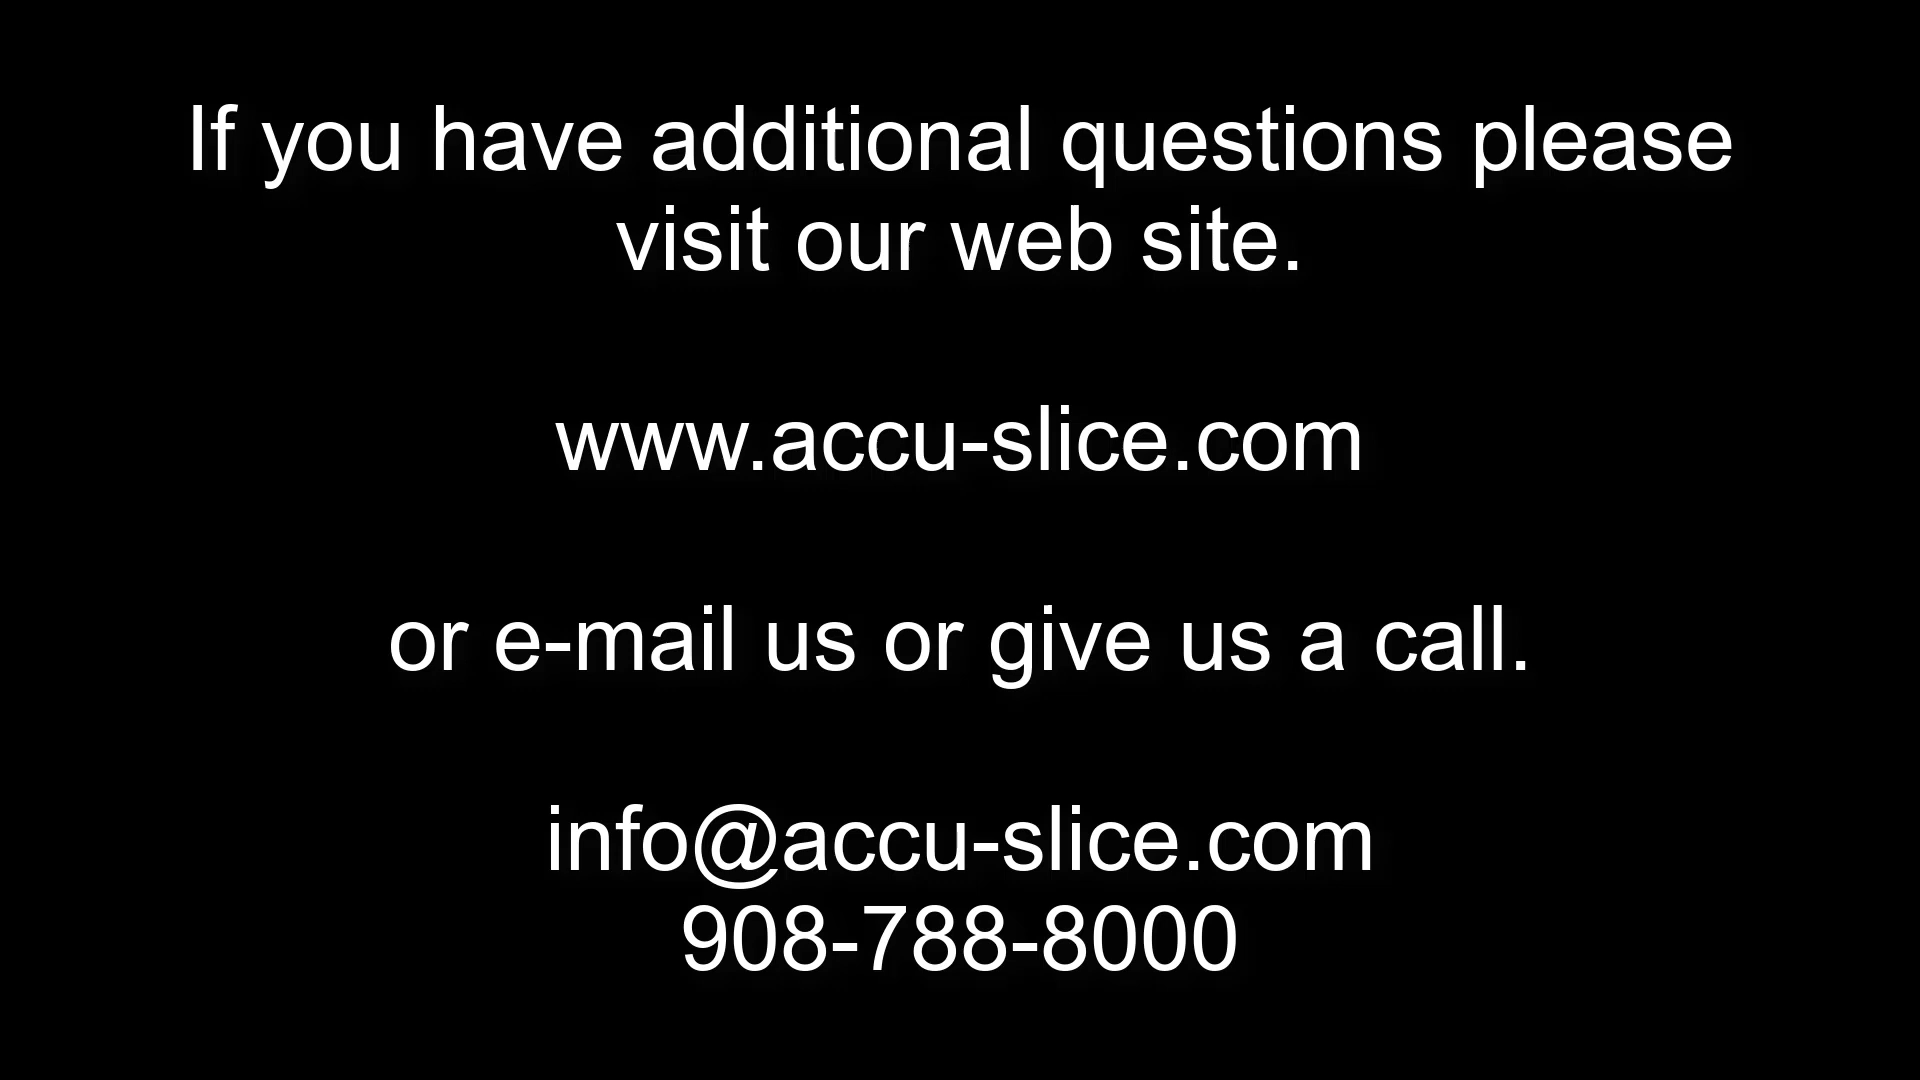 If you have additional questions please
visit our web site.
www.accu-slice.com
or e-mail us or give us a call.
info@accu-slice.com
908-788-8000